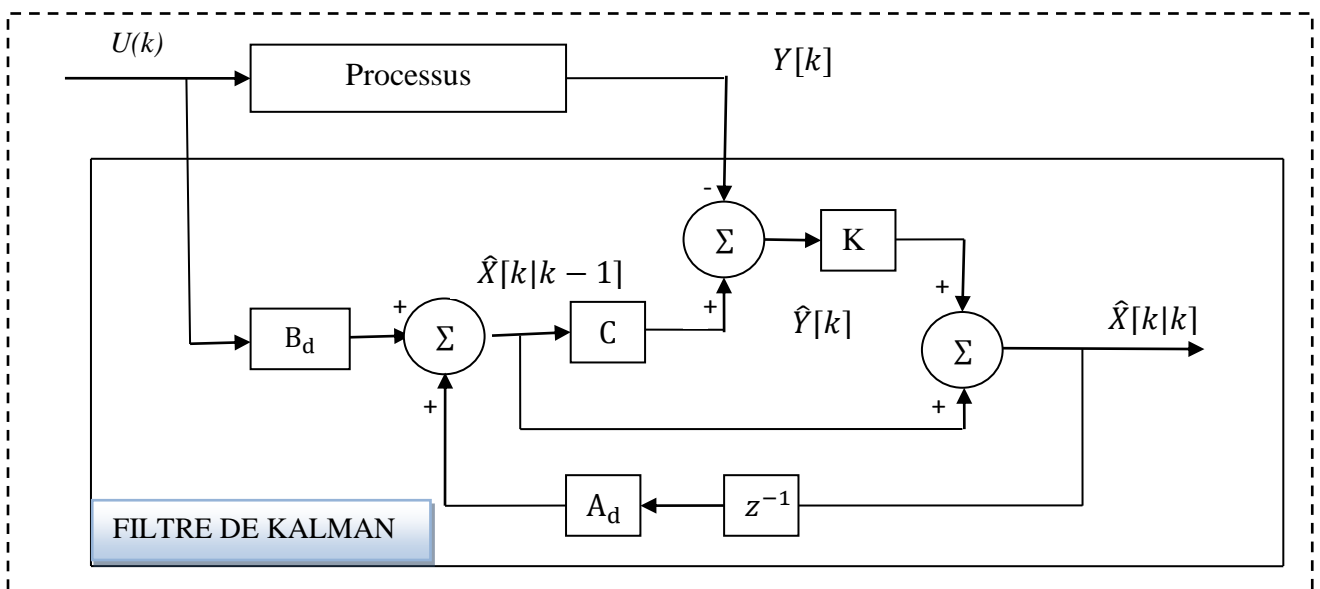 U(k)
Processus
Y[k]
-
Σ
K
X̂[k|k − 1]
+
+
+
Ŷ[k]
X̂[k|k]
B_d
Σ
C
Σ
+
+
A_d
z⁻¹
FILTRE DE KALMAN